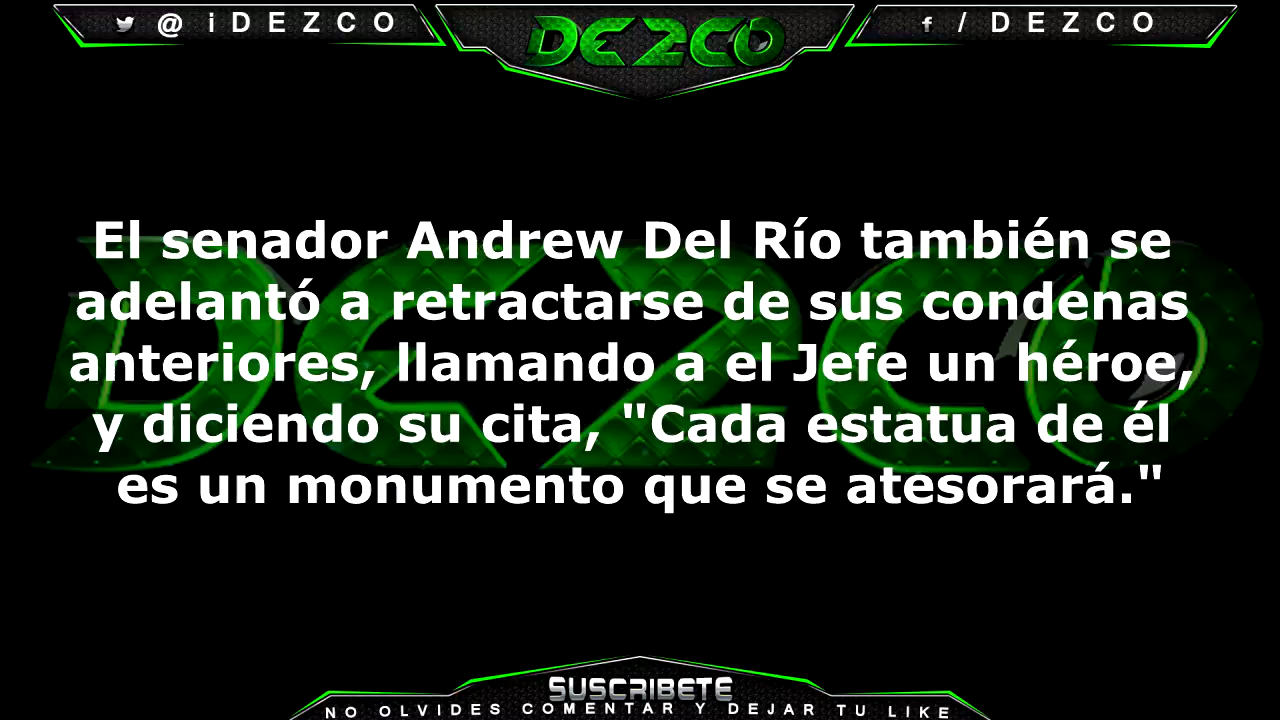 @iDEZCO
DEZCO
f / DEZCO
El senador Andrew Del Río también se
adelantó a retractarse de sus condenas
anteriores, llamando a el Jefe un héroe,
y diciendo su cita, "Cada estatua de él
es un monumento que se atesorará."
DEZCO
SUSCRIBETE
NO OLVIDES COMENTAR Y DEJAR TU LIKE